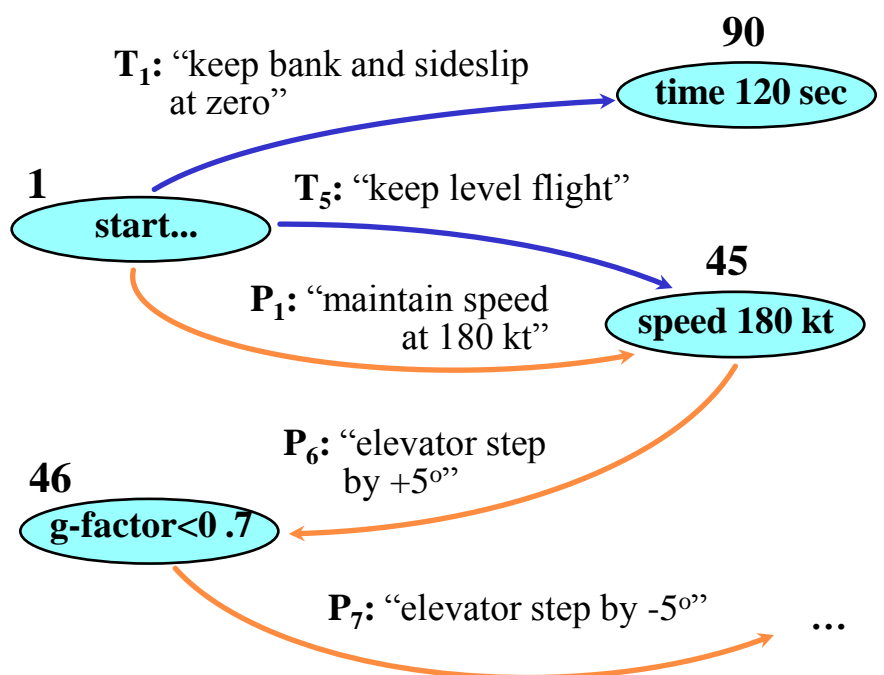 90
T₁: “keep bank and sideslip
at zero”
time 120 sec
1
T₅: “keep level flight”
start...
45
P₁: “maintain speed
at 180 kt”
speed 180 kt
P₆: “elevator step
by +5º”
46
g-factor<0 .7
P₇: “elevator step by -5º”
...